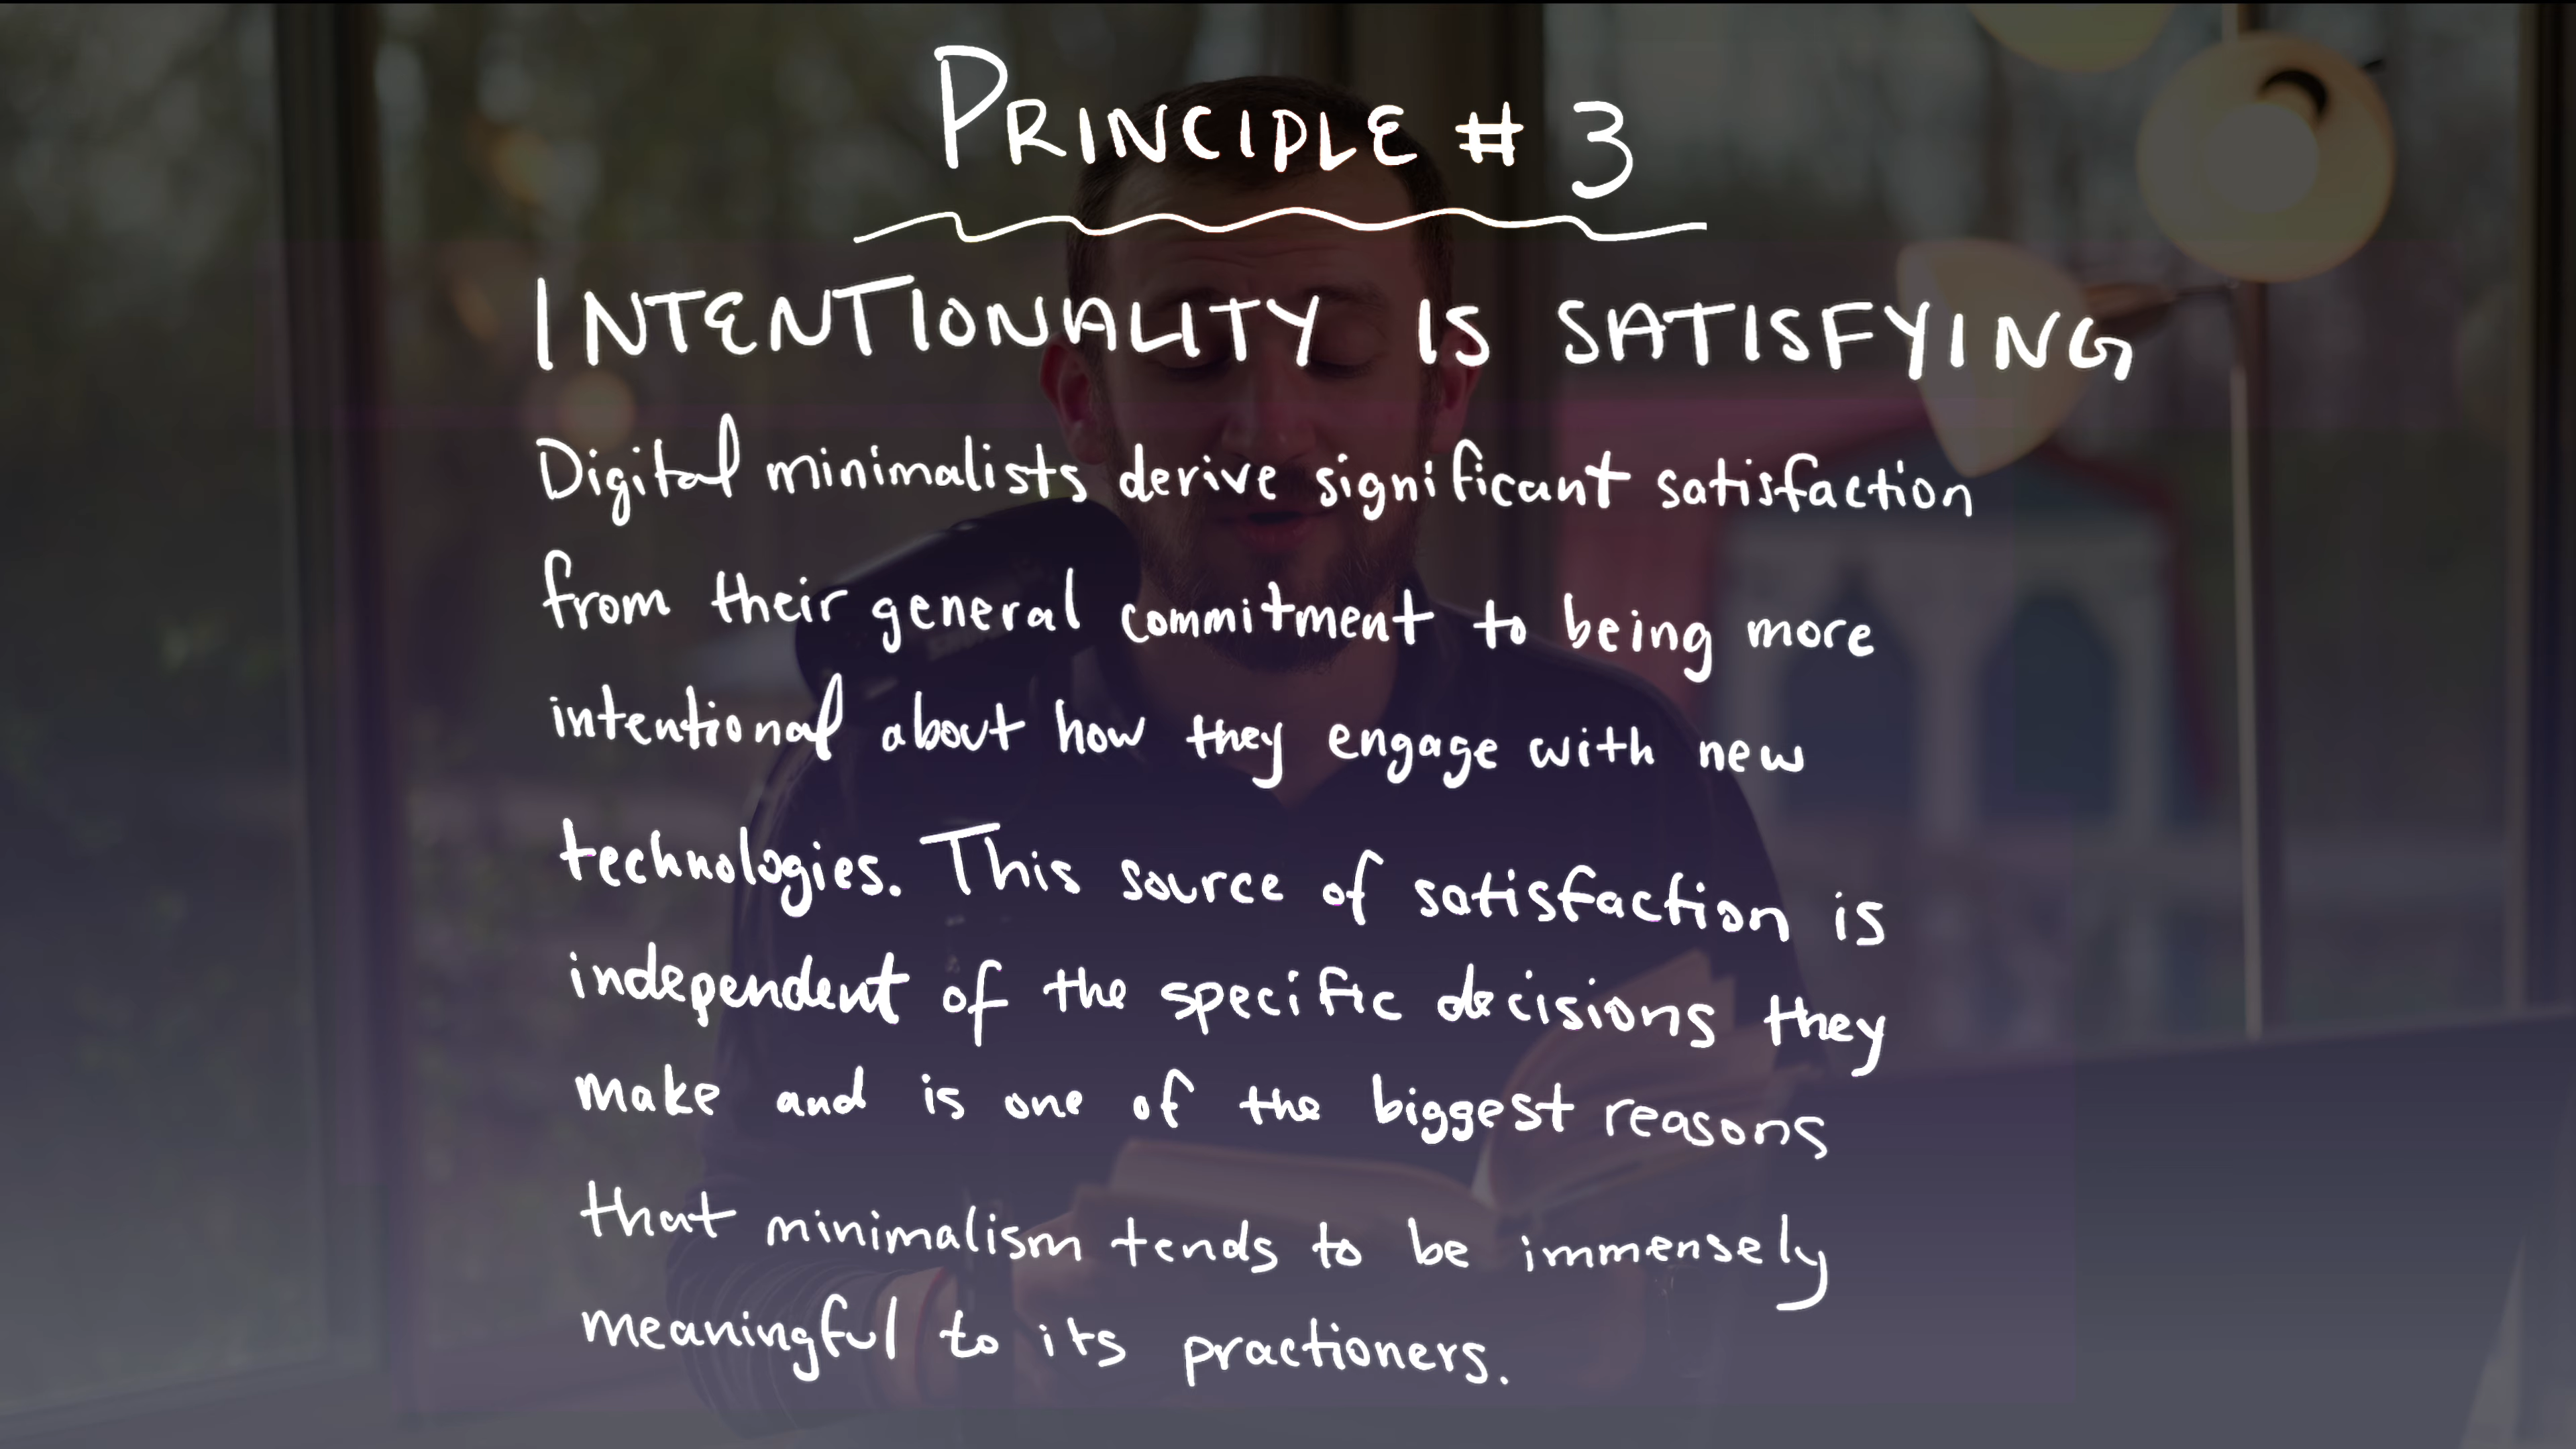 PRINCIPLE # 3
INTENTIONALITY IS SATISFYING
Digital minimalists derive significant satisfaction
from their general commitment to being more
intentional about how they engage with new
technologies. This source of satisfaction is
independent of the specific decisions they
make and is one of the biggest reasons
that minimalism tends to be immensely
meaningful to its practioners.